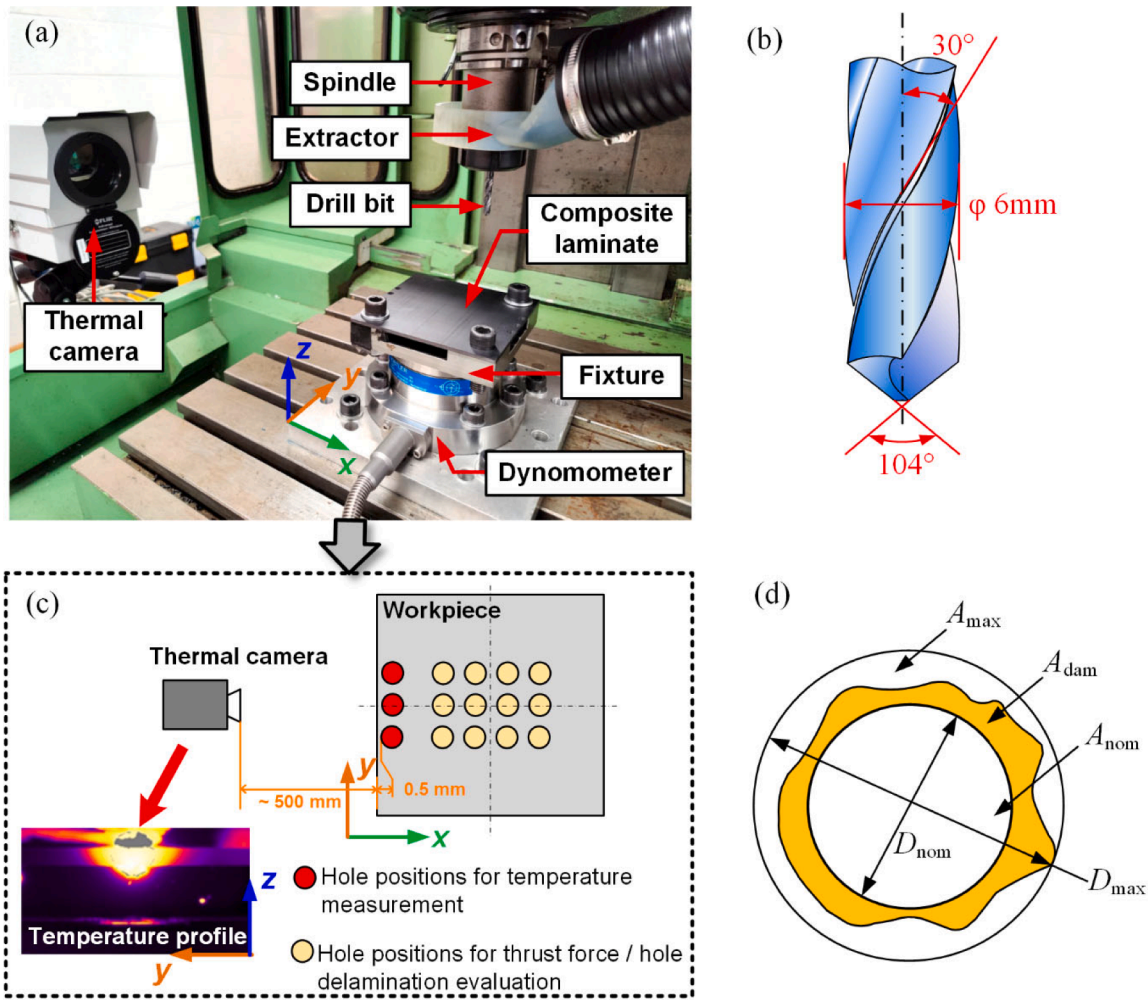 (a)
Spindle
Extractor
Drill bit
Composite
laminate
Thermal
camera
Fixture
Dynomometer
z
y
x
(b)
30°
φ 6mm
104°
(c)
Workpiece
Thermal camera
~ 500 mm
0.5 mm
y
x
z
Temperature profile
y
Hole positions for temperature
measurement
Hole positions for thrust force / hole
delamination evaluation
(d)
Amax
Adam
Anom
Dnom
Dmax